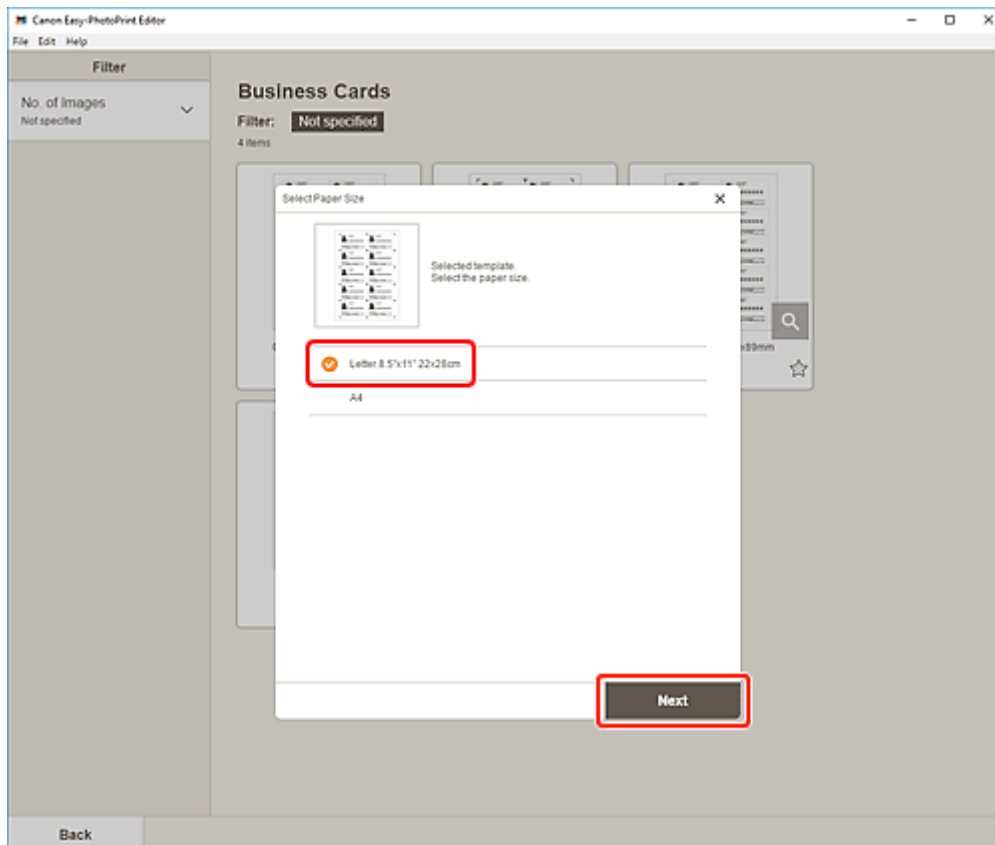 Canon Easy-PhotoPrint Editor
File Edit Help
Filter
No. of Images
Not specified
Business Cards
Filter: Not specified
4 items
Select Paper Size
Selected template.
Select the paper size.
Letter 8.5"x11" 22x28cm
A4
x89mm
Next
Back